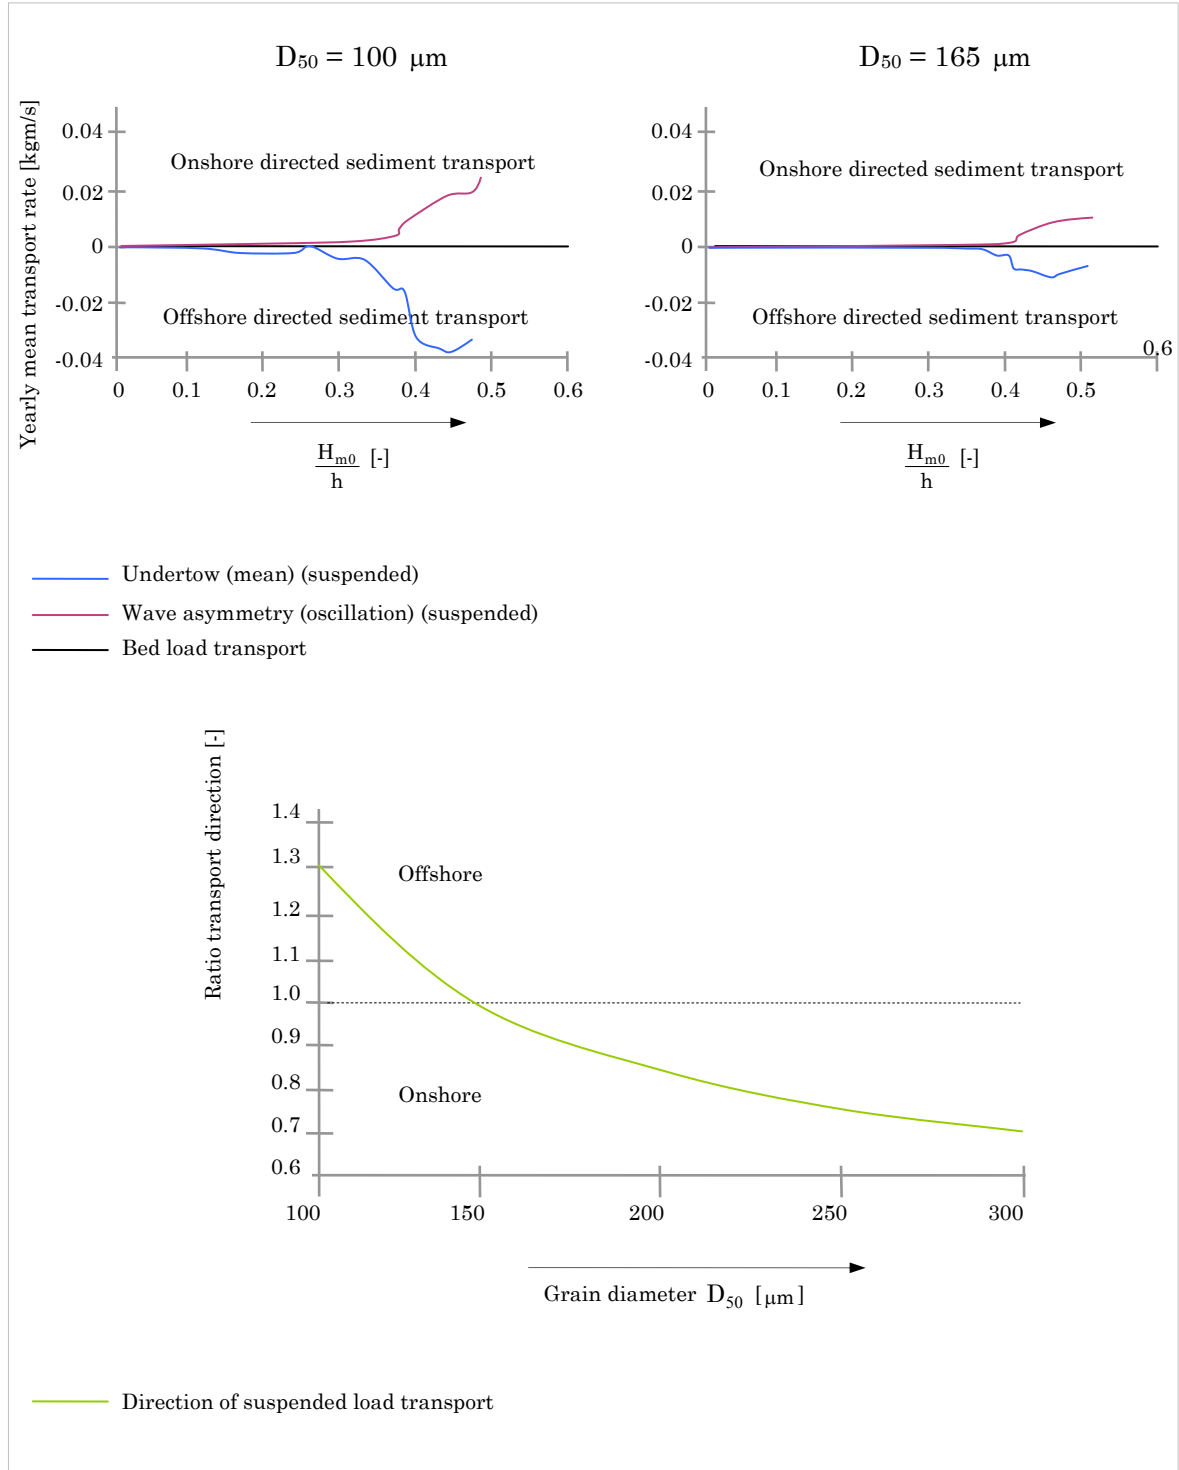 D50 = 100 μm
D50 = 165 μm
Yearly mean transport rate [kgm/s]
0.04
0.02
0
-0.02
-0.04
Onshore directed sediment transport
Offshore directed sediment transport
0 0.1 0.2 0.3 0.4 0.5 0.6
Hm0
h
[-]
0.04
0.02
0
-0.02
-0.04
Onshore directed sediment transport
Offshore directed sediment transport
0 0.1 0.2 0.3 0.4 0.5 0.6
Hm0
h
[-]
Undertow (mean) (suspended)
Wave asymmetry (oscillation) (suspended)
Bed load transport
Ratio transport direction [-]
1.4
1.3
1.2
1.1
1.0
0.9
0.8
0.7
0.6
Offshore
Onshore
100 150 200 250 300
Grain diameter D50 [μm]
Direction of suspended load transport